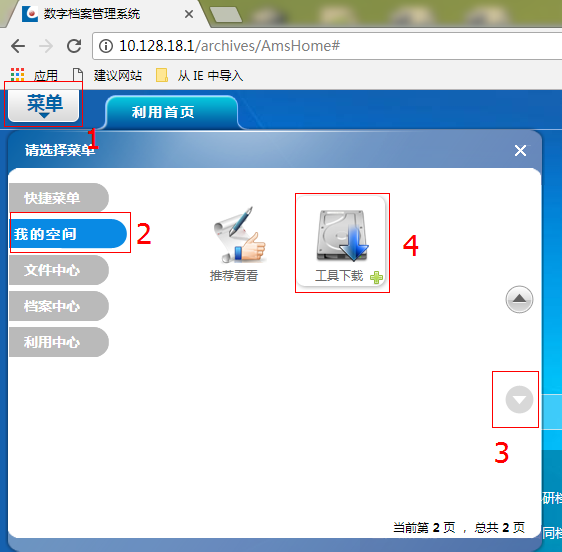 数字档案管理系统
10.128.18.1/archives/AmsHome#
应用 建议网站 从 IE 中导入
菜单 利用首页
1
请选择菜单
快捷菜单
我的空间 2
文件中心
档案中心
利用中心
推荐看看 工具下载 4
3
研档
同档
当前第 2 页 ，总共 2 页